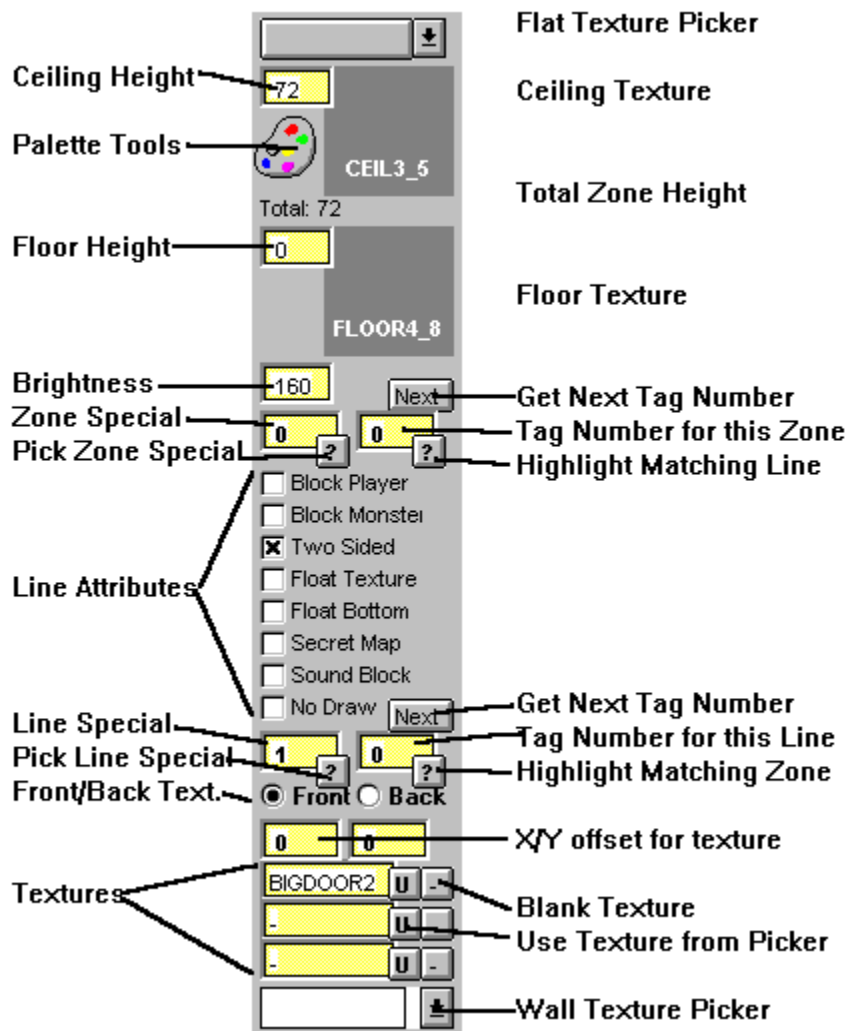 Flat Texture Picker
Ceiling Height
72
Ceiling Texture
Palette Tools
CEIL3_5
Total: 72
Total Zone Height
Floor Height
0
Floor Texture
FLOOR4_8
Brightness
160
Next
Get Next Tag Number
Zone Special
0
0
Tag Number for this Zone
Pick Zone Special
?
?
Highlight Matching Line
Block Player
Block Monster
Two Sided
Line Attributes
Float Texture
Float Bottom
Secret Map
Sound Block
No Draw
Next
Get Next Tag Number
Line Special
1
0
Tag Number for this Line
Pick Line Special
?
?
Highlight Matching Zone
Front/Back Text.
Front
Back
0
0
X/Y offset for texture
Textures
BIGDOOR2
U
-
Blank Texture
-
U
Use Texture from Picker
-
U
-
Wall Texture Picker